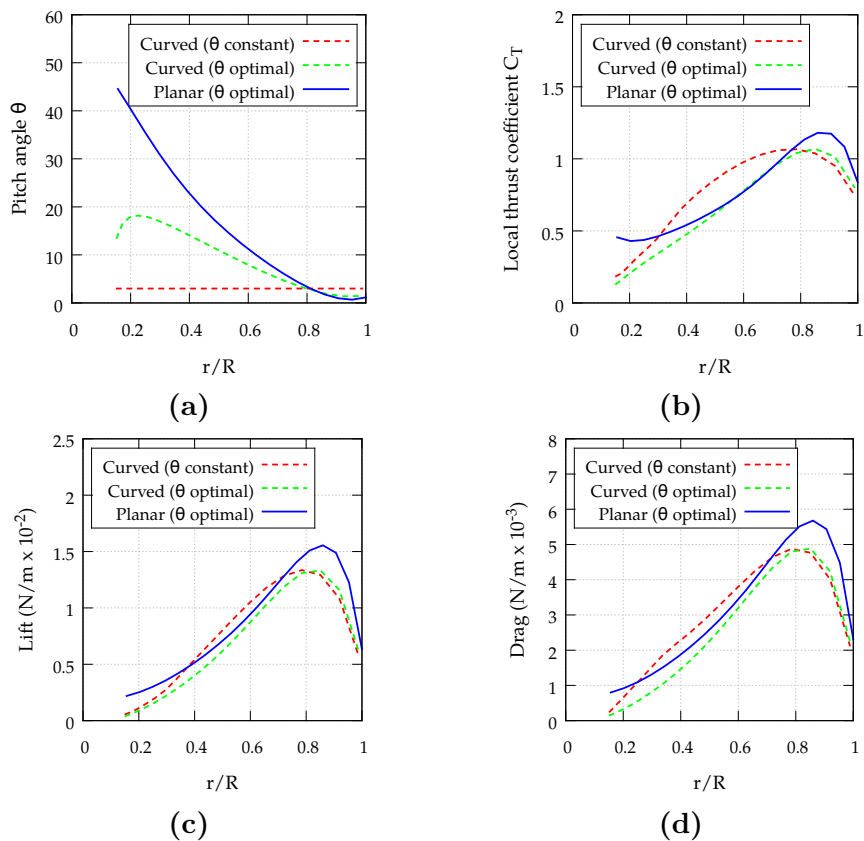 Pitch angle θ
60
50
40
30
20
10
0
Curved (θ constant)
Curved (θ optimal)
Planar (θ optimal)
0 0.2 0.4 0.6 0.8 1
r/R
(a)
Local thrust coefficient C_T
2
1.5
1
0.5
0
Curved (θ constant)
Curved (θ optimal)
Planar (θ optimal)
0 0.2 0.4 0.6 0.8 1
r/R
(b)
Lift (N/m x 10^-2)
2.5
2
1.5
1
0.5
0
Curved (θ constant)
Curved (θ optimal)
Planar (θ optimal)
0 0.2 0.4 0.6 0.8 1
r/R
(c)
Drag (N/m x 10^-3)
8
7
6
5
4
3
2
1
0
Curved (θ constant)
Curved (θ optimal)
Planar (θ optimal)
0 0.2 0.4 0.6 0.8 1
r/R
(d)